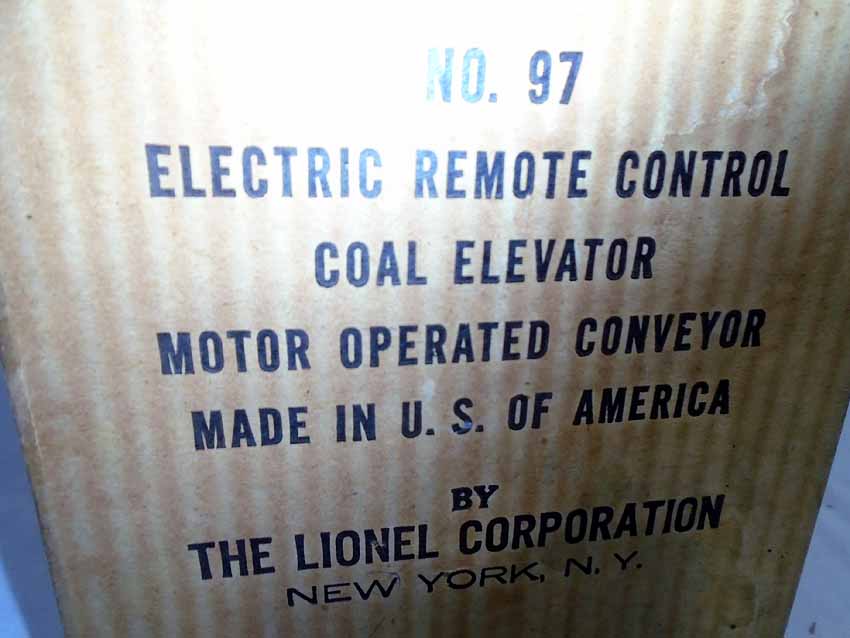 NO. 97
ELECTRIC REMOTE CONTROL
COAL ELEVATOR
MOTOR OPERATED CONVEYOR
MADE IN U. S. OF AMERICA
BY
THE LIONEL CORPORATION
NEW YORK, N. Y.